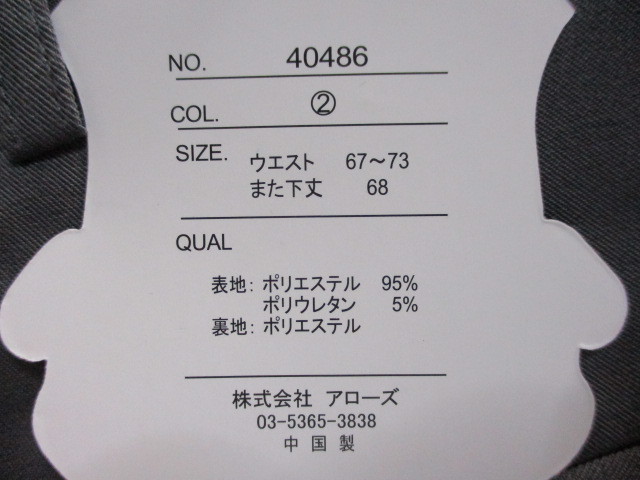 NO. 40486
COL. ②
SIZE. ウエスト 67～73
また下丈 68
QUAL
表地: ポリエステル 95%
ポリウレタン 5%
裏地: ポリエステル
株式会社 アローズ
03-5365-3838
中国製